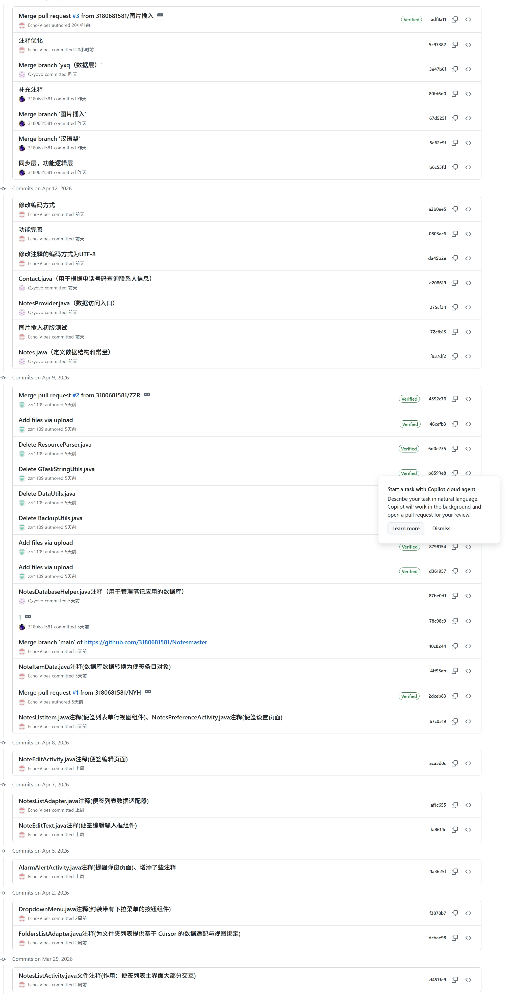 Merge pull request #3 from 3180681581/图片插入
Echo-Vibes authored 20小时前
Verified
adf8a11
注释优化
Echo-Vibes committed 20小时前
5c97382
Merge branch 'yxq（数据层）'
Qxyovo committed 昨天
3e47b6f
补充注释
3180681581 committed 昨天
80fd6d0
Merge branch '图片插入'
3180681581 committed 昨天
67d525f
Merge branch '汉语梨'
3180681581 committed 昨天
5e62e9f
同步层，功能逻辑层
3180681581 committed 昨天
b6c53fd
Commits on Apr 12, 2026
修改编码方式
Echo-Vibes committed 前天
a2b0ee5
功能完善
Echo-Vibes committed 前天
0803ac6
修改注释的编码方式为UTF-8
Echo-Vibes committed 前天
da45b2e
Contact.java（用于根据电话号码查询联系人信息）
Qxyovo committed 前天
e208619
NotesProvider.java（数据访问入口）
Qxyovo committed 前天
275cf34
图片插入初版测试
Echo-Vibes committed 前天
72cfb13
Notes.java（定义数据结构和常量）
Qxyovo committed 前天
f937df2
Commits on Apr 9, 2026
Merge pull request #2 from 3180681581/ZZR
zzr1109 authored 5天前
Verified
4392c76
Add files via upload
zzr1109 authored 5天前
Verified
46cefb3
Delete ResourceParser.java
zzr1109 authored 5天前
Verified
6d0e235
Delete GTaskStringUtils.java
zzr1109 authored 5天前
Verified
b8593e8
Delete DataUtils.java
zzr1109 authored 5天前
Delete BackupUtils.java
zzr1109 authored 5天前
Start a task with Copilot cloud agent
Describe your task in natural language.
Copilot will work in the background and
open a pull request for your review.
Learn more
Dismiss
Add files via upload
zzr1109 authored 5天前
Verified
8798154
Add files via upload
zzr1109 authored 5天前
Verified
d361957
NotesDatabaseHelper.java注释（用于管理笔记应用的数据库）
Qxyovo committed 5天前
87be0d1
1
3180681581 committed 5天前
78c98c9
Merge branch 'main' of https://github.com/3180681581/Notesmaster
Echo-Vibes committed 5天前
40c8244
NoteItemData.java注释(数据库数据转换为便签条目对象)
Echo-Vibes committed 5天前
4ff93ab
Merge pull request #1 from 3180681581/NYH
Echo-Vibes authored 5天前
Verified
2dceb83
NotesListItem.java注释(便签列表单行视图组件)、NotesPreferenceActivity.java注释(便签设置页面)
Echo-Vibes committed 5天前
67c0319
Commits on Apr 8, 2026
NoteEditActivity.java注释(便签编辑页面)
Echo-Vibes committed 上周
aca5d0c
Commits on Apr 7, 2026
NotesListAdapter.java注释(便签列表数据适配器)
Echo-Vibes committed 上周
af1c655
NoteEditText.java注释(便签编辑输入框组件)
Echo-Vibes committed 上周
fa8614c
Commits on Apr 5, 2026
AlarmAlertActivity.java注释(提醒弹窗页面)、增添了些注释
Echo-Vibes committed 上周
1a3625f
Commits on Apr 2, 2026
DropdownMenu.java注释(封装带有下拉菜单的按钮组件)
Echo-Vibes committed 2周前
f3878b7
FoldersListAdapter.java注释(为文件夹列表提供基于 Cursor 的数据适配与视图绑定)
Echo-Vibes committed 2周前
dcbae98
Commits on Mar 29, 2026
NotesListActivity.java文件注释(作用：便签列表主界面大部分交互)
Echo-Vibes committed 2周前
d457fe9